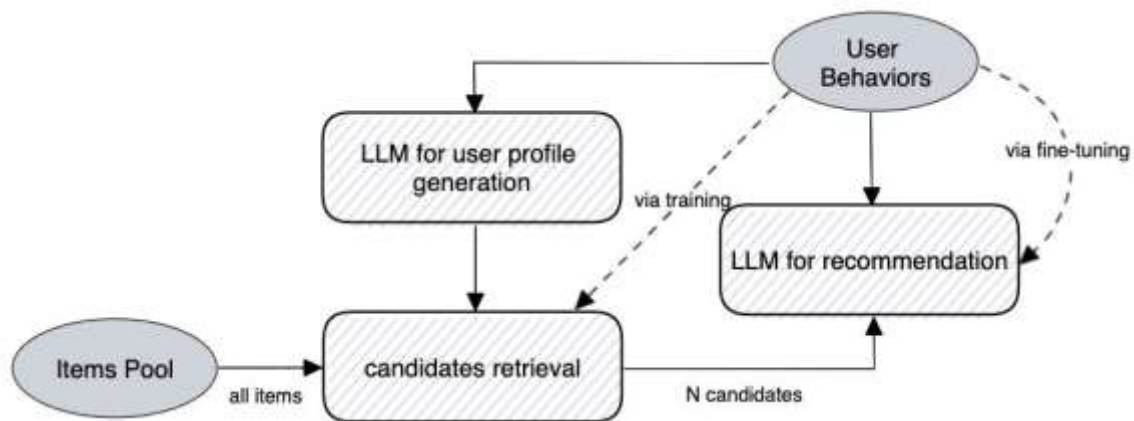 User
Behaviors
LLM for user profile
generation
via fine-tuning
via training
LLM for recommendation
Items Pool
all items
candidates retrieval
N candidates